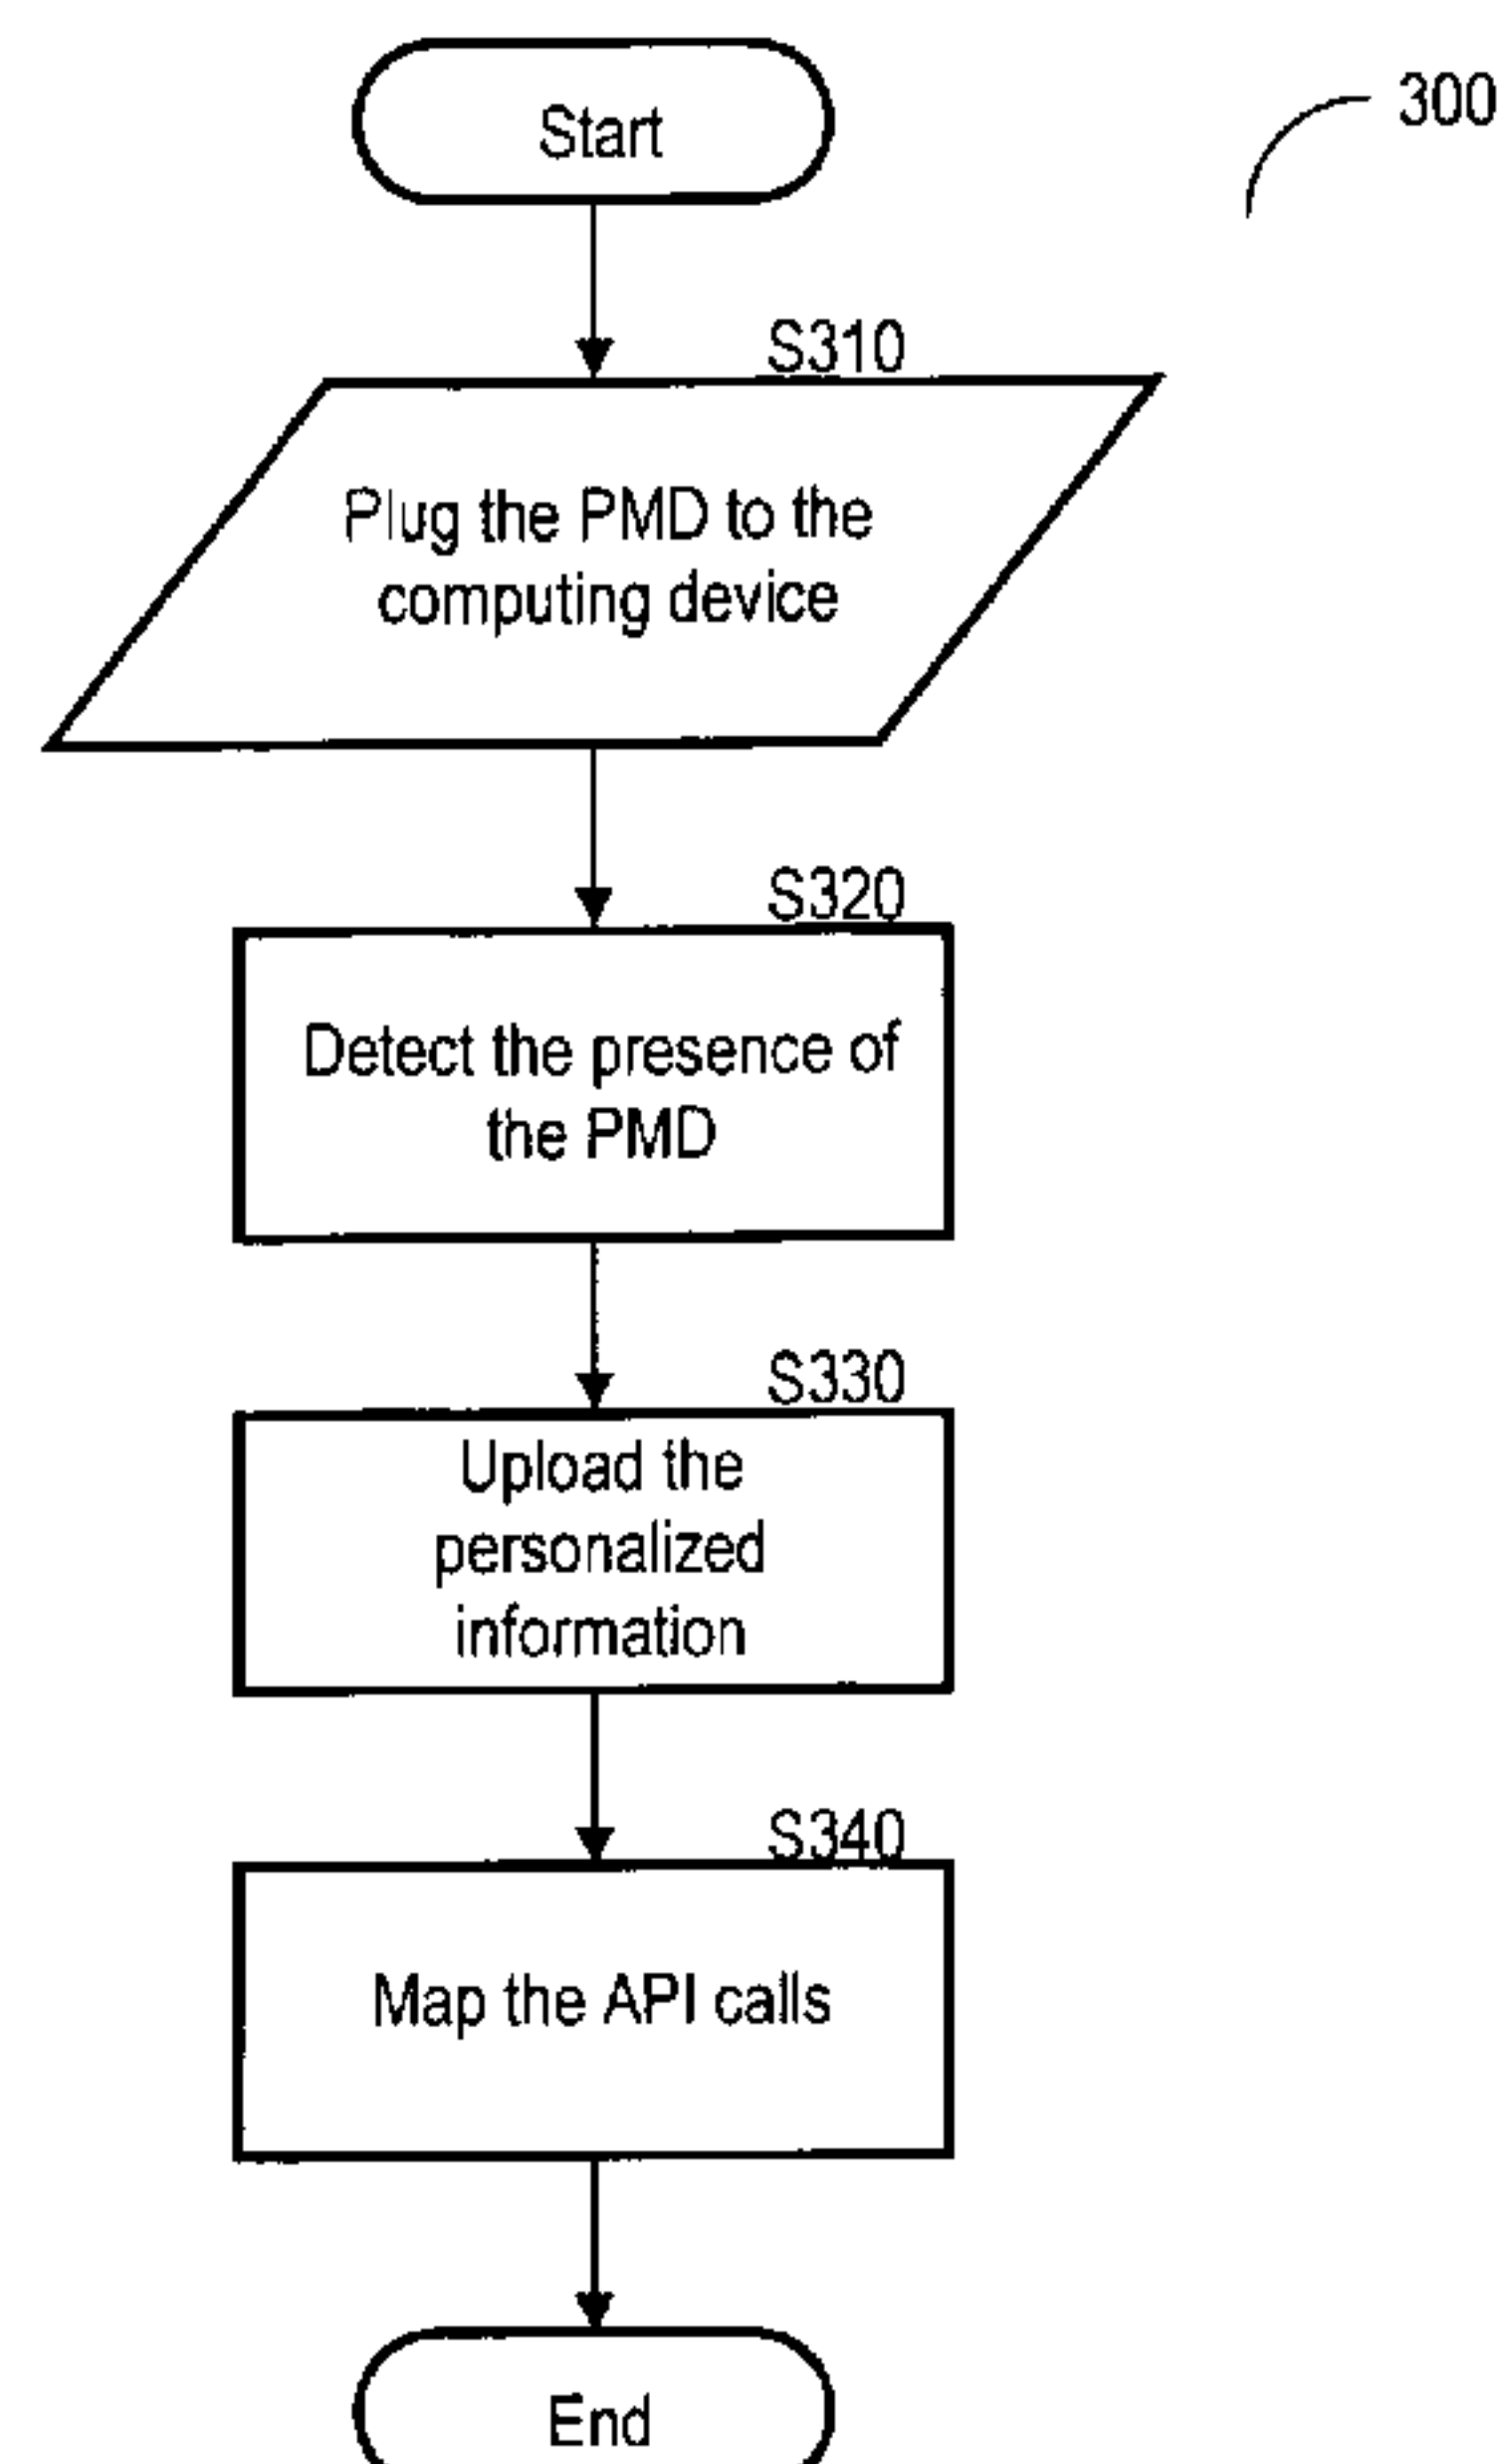 Start
300
S310
Plug the PMD to the
computing device
S320
Detect the presence of
the PMD
S330
Upload the
personalized
information
S340
Map the API calls
End